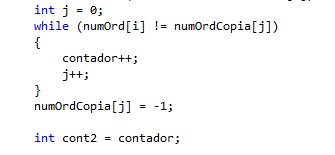 int j = 0;
while (numOrd[i] != numOrdCopia[j])
{
contador++;
j++;
}
numOrdCopia[j] = -1;
int cont2 = contador;